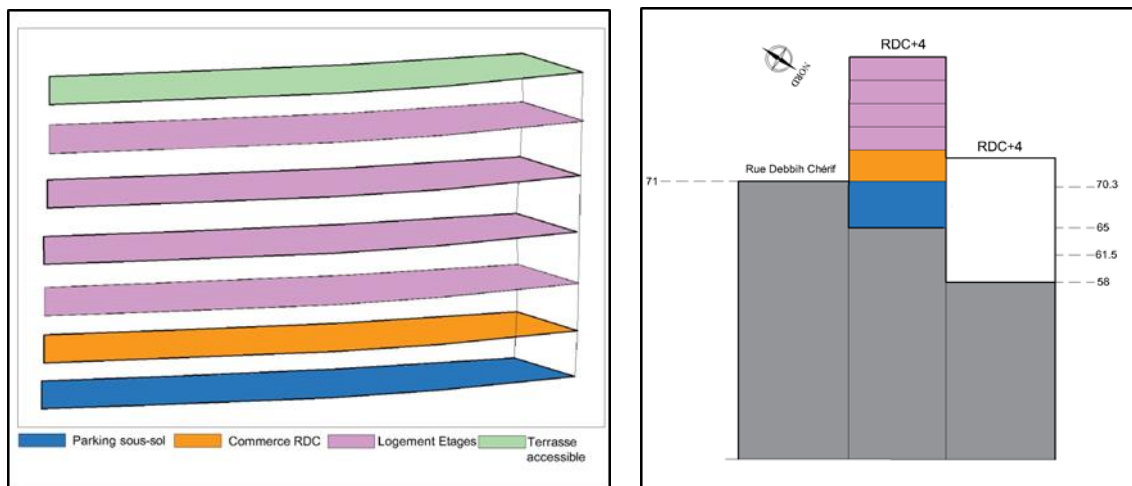 Parking sous-sol
Commerce RDC
Logement Etages
Terrasse
accessible
NORD
RDC+4
RDC+4
Rue Debbih Chérif
71
70.3
65
61.5
58